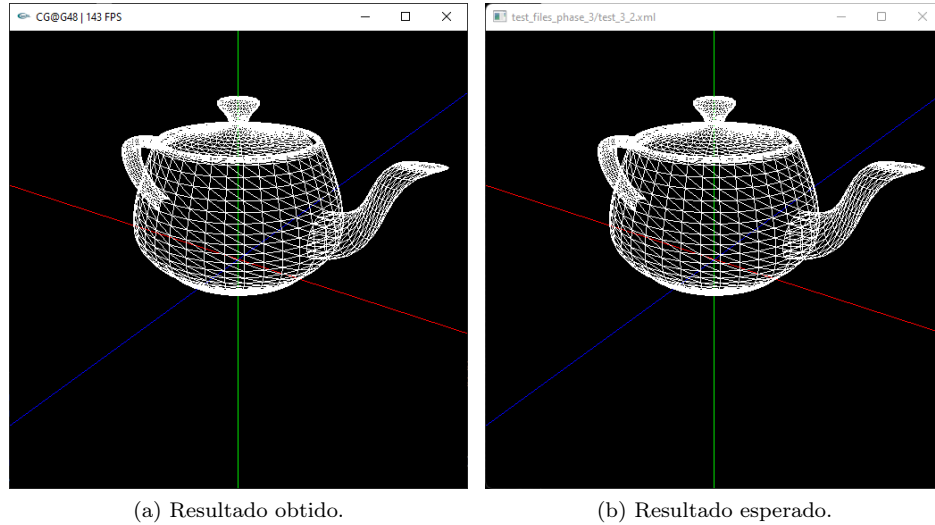 CG@G48 | 143 FPS
test_files_phase_3/test_3_2.xml
(a) Resultado obtido.
(b) Resultado esperado.